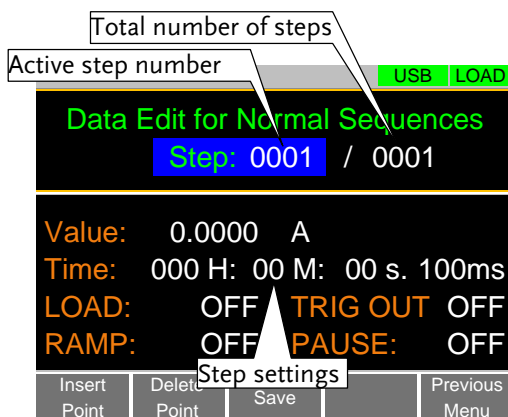 Total number of steps
Active step number
USB LOAD
Data Edit for Normal Sequences
Step: 0001 / 0001
Value: 0.0000 A
Time: 000 H: 00 M: 00 s. 100ms
LOAD: OFF TRIG OUT OFF
RAMP: OFF PAUSE: OFF
Step settings
Insert Point
Delete Point
Save
Previous Menu